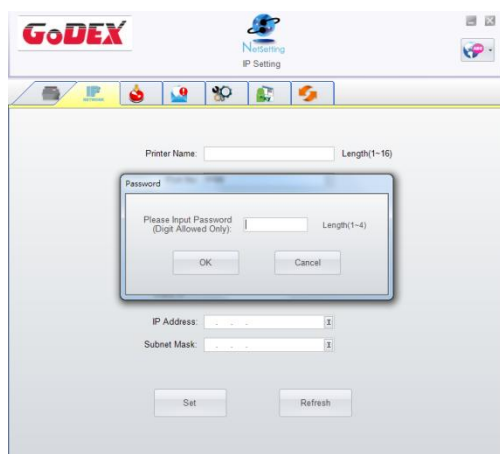 GoDEX
NetSetting
IP Setting
IP
NETWORK
Printer Name:
Length(1~16)
Password
Please Input Password
(Digit Allowed Only):
Length(1~4)
OK
Cancel
IP Address:
. . .
Subnet Mask:
. . .
Set
Refresh